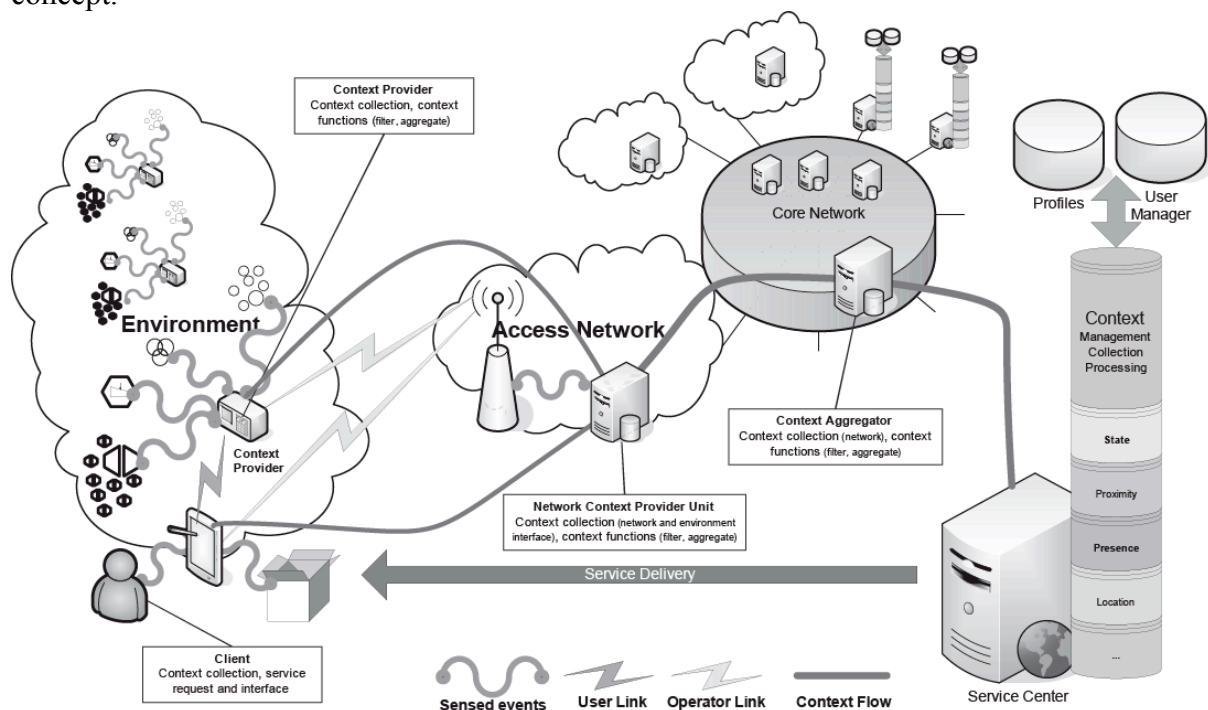 concept.
Context Provider
Context collection, context
functions (filter, aggregate)
Environment
Context
Provider
Access Network
Core Network
Profiles
User
Manager
Context
Management
Collection
Processing
State
Proximity
Presence
Location
...
Context Aggregator
Context collection (network), context
functions (filter, aggregate)
Network Context Provider Unit
Context collection (network and environment
interface), context functions (filter, aggregate)
Service Delivery
Client
Context collection, service
request and interface
Sensed events
User Link
Operator Link
Context Flow
Service Center